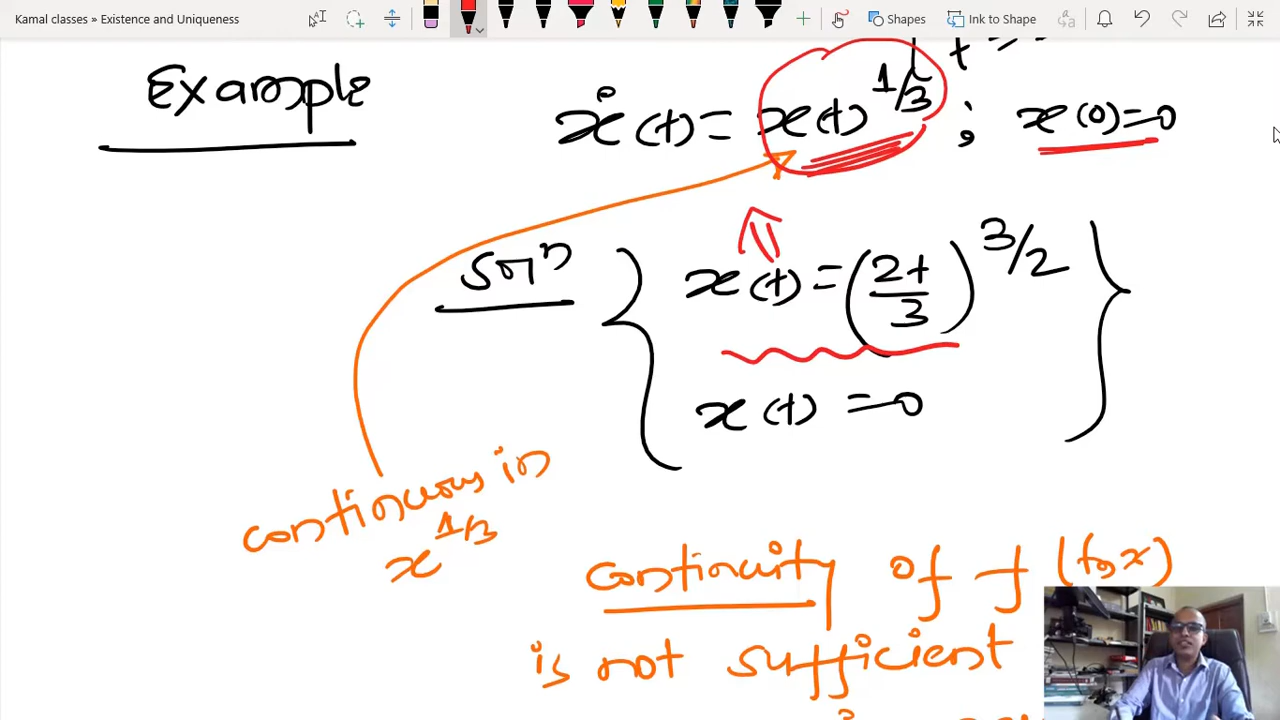 Kamal classes » Existence and Uniqueness
Shapes
Ink to Shape
Example
ẋ(t) = x(t)^1/3 ; x(0)=0
Solⁿ
x(t) = (2t/3)^3/2
x(t) = 0
continuous in
x^1/3
continuity of f (t,x)
is not sufficient